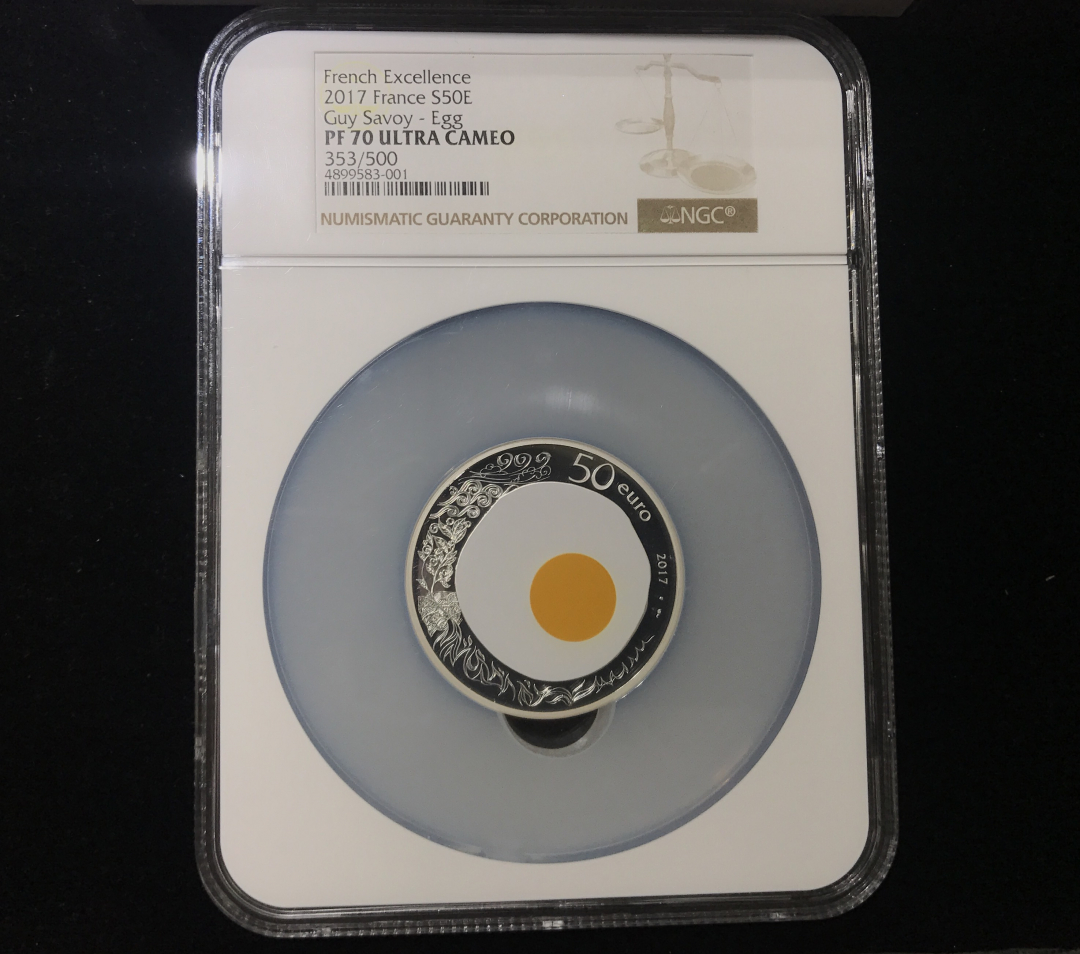 French Excellence
2017 France S50E
Guy Savoy - Egg
PF 70 ULTRA CAMEO
353/500
4899583-001
NUMISMATIC GUARANTY CORPORATION
NGC®
999
50 euro
2017